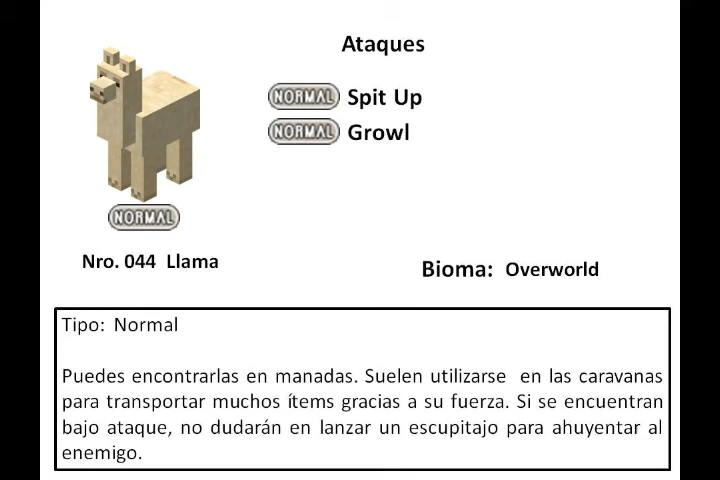 Ataques
NORMAL Spit Up
NORMAL Growl
NORMAL
Nro. 044 Llama
Bioma: Overworld
Tipo: Normal
Puedes encontrarlas en manadas. Suelen utilizarse en las caravanas
para transportar muchos ítems gracias a su fuerza. Si se encuentran
bajo ataque, no dudarán en lanzar un escupitajo para ahuyentar al
enemigo.